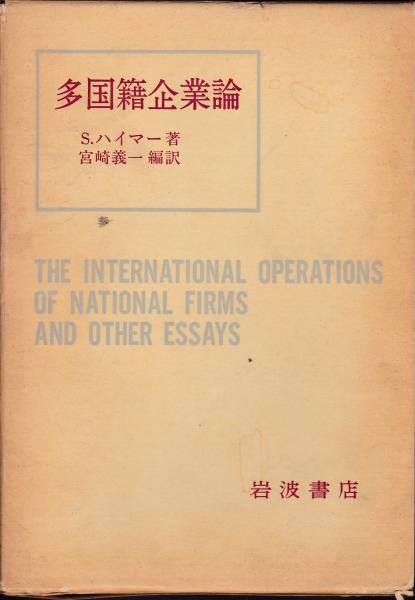 多国籍企業論
S.ハイマー著
宮崎義一 編訳
THE INTERNATIONAL OPERATIONS
OF NATIONAL FIRMS
AND OTHER ESSAYS
岩波書店